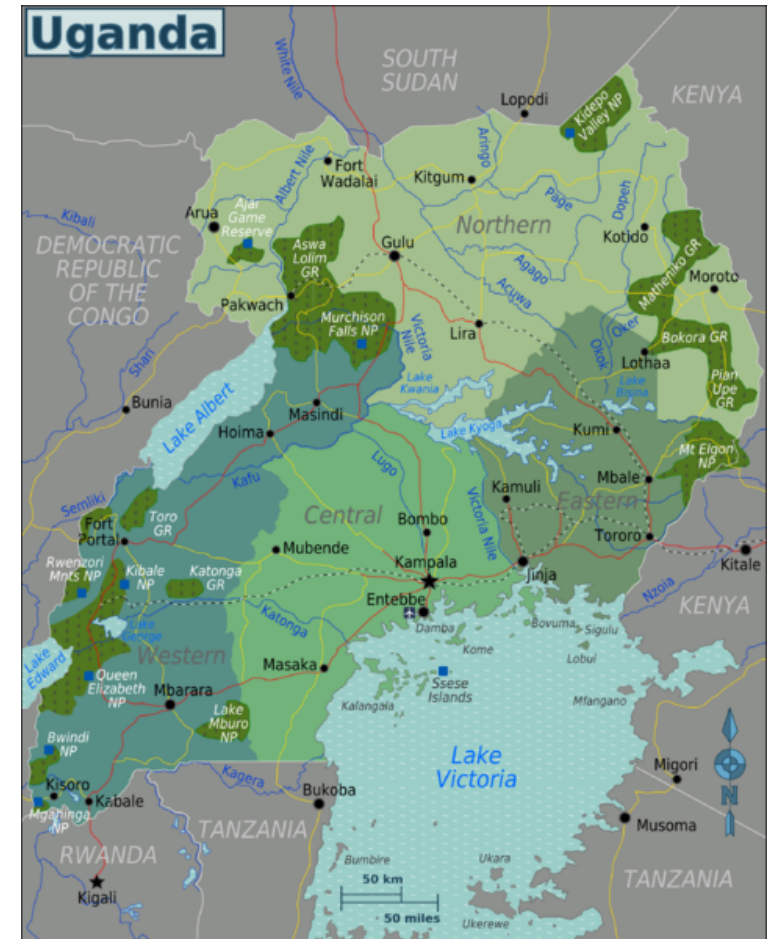 Uganda
SOUTH
SUDAN
KENYA
White Nile
Lopodi
Kidepo
Valley NP
Aringo
Albert Nile
Fort
Wadalai
Kitgum
Page
Dopeh
Kibali
Arua
Ajar
Game
Reserve
Northern
Kotido
DEMOCRATIC
REPUBLIC
OF THE
CONGO
Aswa
Lolim
GR
Gulu
Agago
Matheniko GR
Moroto
Pakwach
Acuwa
Murchison
Falls NP
Victoria
Nile
Lira
Oker
Okok
Bokora GR
Shari
Lothaa
Lake
Kwania
Lake
Bisina
Pian
Upe
GR
Bunia
Lake Albert
Masindi
Hoima
Lake Kyoga
Kumi
Mt Elgon
NP
Lugo
Kafu
Mbale
Semliki
Toro
GR
Kamuli
Eastern
Central
Victoria Nile
Fort
Portal
Bombo
Tororo
Mubende
Kitale
Rwenzori
Mnts NP
Kibale
NP
Katonga
GR
Kampala
Jinja
Nzoia
Entebbe
KENYA
Katonga
Damba
Bovuma
Sigulu
Lake
George
Kome
Lake
Edward
Western
Masaka
Lobui
Queen
Elizabeth
NP
Ssese
Islands
Mbarara
Kalangala
Mfangano
Lake
Mburo
NP
Bwindi
NP
Lake
Victoria
Kagera
Migori
Kisoro
Kabale
Bukoba
N
Mgahinga
NP
TANZANIA
Musoma
RWANDA
Bumbire
Ukara
TANZANIA
50 km
Kigali
50 miles
Ukerewe